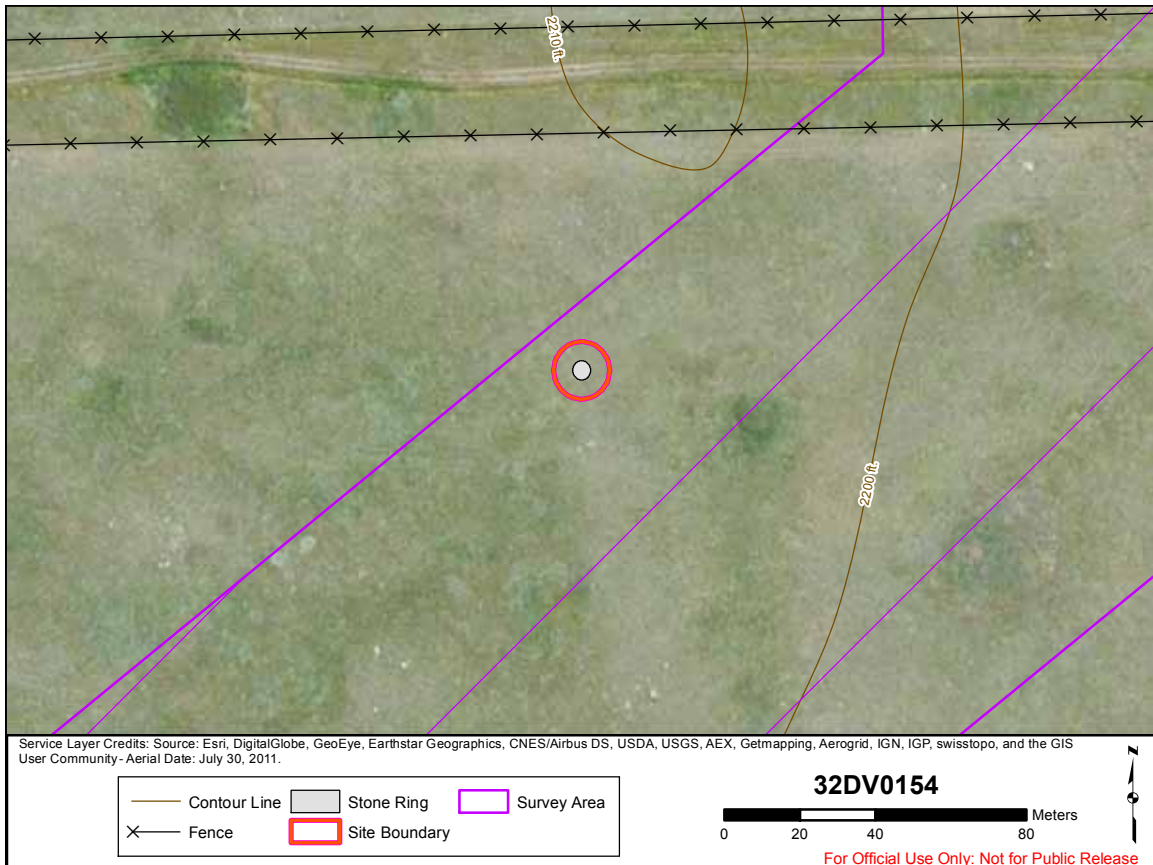 2210 ft.
2200 ft.
Service Layer Credits: Source: Esri, DigitalGlobe, GeoEye, Earthstar Geographics, CNES/Airbus DS, USDA, USGS, AEX, Getmapping, Aerogrid, IGN, IGP, swisstopo, and the GIS
User Community - Aerial Date: July 30, 2011.
Contour Line
Stone Ring
Survey Area
Fence
Site Boundary
32DV0154
Meters
0 20 40 80
N
For Official Use Only: Not for Public Release